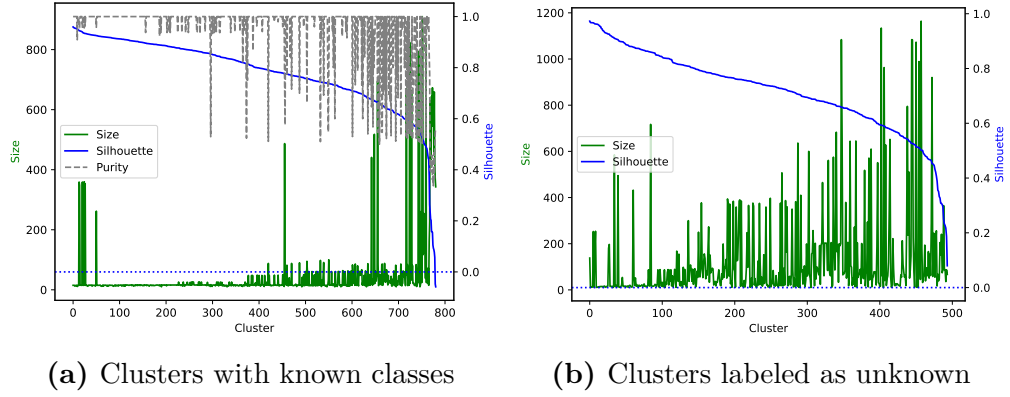 1.0
0.8
0.6
0.4
0.2
0.0
Silhouette
800
600
400
200
0
Size
Size
Silhouette
Purity
0 100 200 300 400 500 600 700 800
Cluster
(a) Clusters with known classes
1200
1000
800
600
400
200
0
Size
1.0
0.8
0.6
0.4
0.2
0.0
Silhouette
Size
Silhouette
0 100 200 300 400 500
Cluster
(b) Clusters labeled as unknown